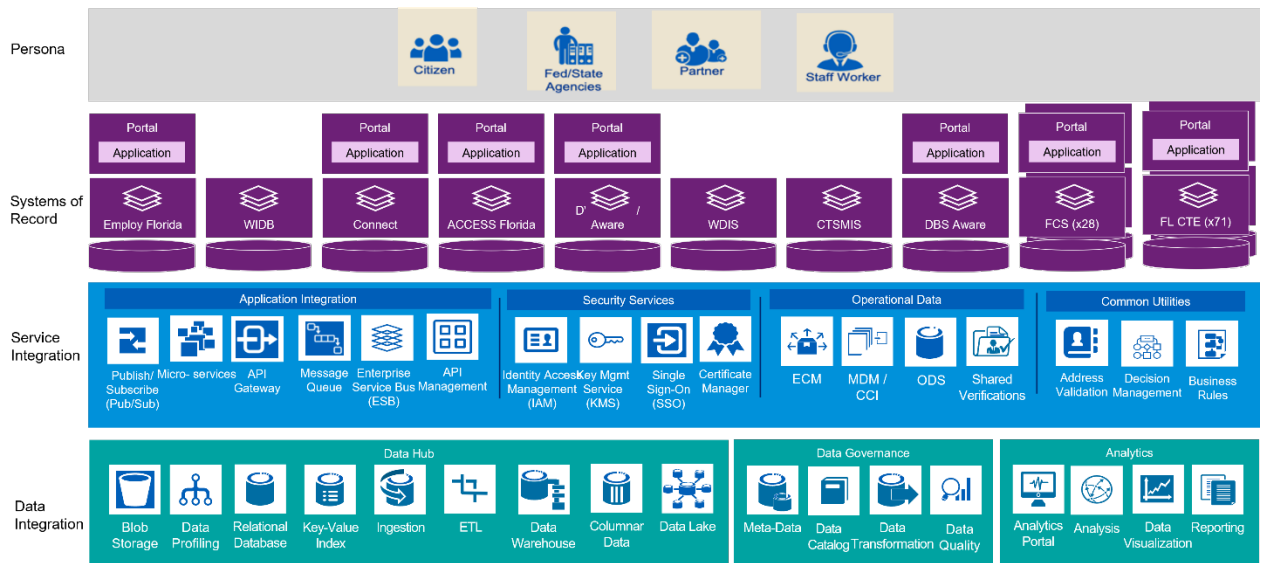 Persona
Citizen
Fed/State
Agencies
Partner
Staff Worker
Systems of
Record
Portal
Application
Employ Florida
WIDB
Portal
Application
Connect
Portal
Application
ACCESS Florida
Portal
Application
D' /
Aware
WDIS
CTSMIS
Portal
Application
DBS Aware
Portal
Application
FCS (x28)
Portal
Application
FL CTE (x71)
Service
Integration
Application Integration
Publish/
Subscribe
(Pub/Sub)
Micro- services
API
Gateway
Message
Queue
Enterprise
Service Bus
(ESB)
API
Management
Security Services
Identity Access
Management
(IAM)
Key Mgmt
Service
(KMS)
Single
Sign-On
(SSO)
Certificate
Manager
Operational Data
ECM
MDM /
CCI
ODS
Shared
Verifications
Common Utilities
Address
Validation
Decision
Management
Business
Rules
Data
Integration
Data Hub
Blob
Storage
Data
Profiling
Relational
Database
Key-Value
Index
Ingestion
ETL
Data
Warehouse
Columnar
Data
Data Lake
Data Governance
Meta-Data
Data
Catalog
Data
Transformation
Data
Quality
Analytics
Analytics
Portal
Analysis
Data
Visualization
Reporting